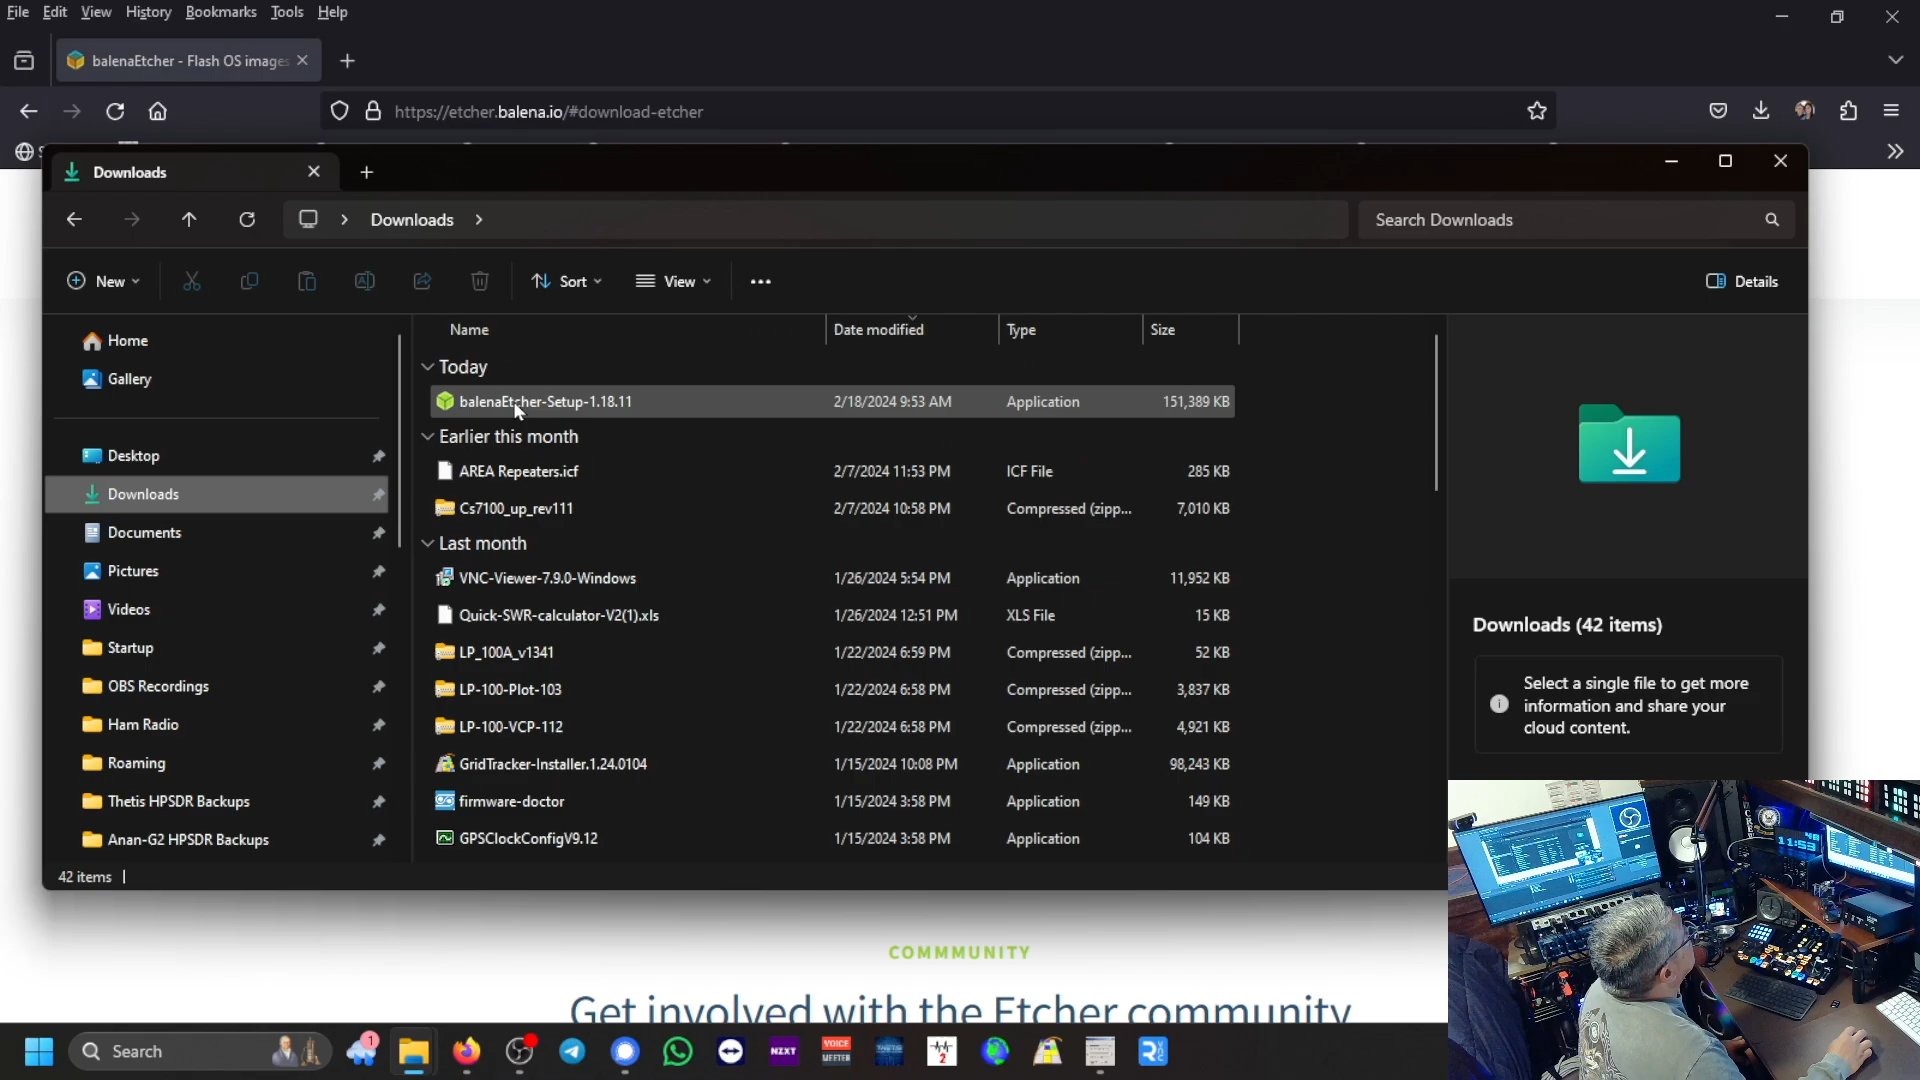 File Edit View History Bookmarks Tools Help
balenaEtcher - Flash OS images
https://etcher.balena.io/#download-etcher
Downloads
Downloads
Search Downloads
New Sort View Details
Name Date modified Type Size
Home
Gallery
Desktop
Downloads
Documents
Pictures
Videos
Startup
OBS Recordings
Ham Radio
Roaming
Thetis HPSDR Backups
Anan-G2 HPSDR Backups
Today
balenaEtcher-Setup-1.18.11 2/18/2024 9:53 AM Application 151,389 KB
Earlier this month
AREA Repeaters.icf 2/7/2024 11:53 PM ICF File 285 KB
Cs7100_up_rev111 2/7/2024 10:58 PM Compressed (zipp... 7,010 KB
Last month
VNC-Viewer-7.9.0-Windows 1/26/2024 5:54 PM Application 11,952 KB
Quick-SWR-calculator-V2(1).xls 1/26/2024 12:51 PM XLS File 15 KB
LP_100A_v1341 1/22/2024 6:59 PM Compressed (zipp... 52 KB
LP-100-Plot-103 1/22/2024 6:58 PM Compressed (zipp... 3,837 KB
LP-100-VCP-112 1/22/2024 6:58 PM Compressed (zipp... 4,921 KB
GridTracker-Installer.1.24.0104 1/15/2024 10:08 PM Application 98,243 KB
firmware-doctor 1/15/2024 3:58 PM Application 149 KB
GPSClockConfigV9.12 1/15/2024 3:58 PM Application 104 KB
Downloads (42 items)
Select a single file to get more
information and share your
cloud content.
42 items
11:53
COMMMUNITY
Get involved with the Etcher community
Search
1
NZXT
VOICE
MEETER
2